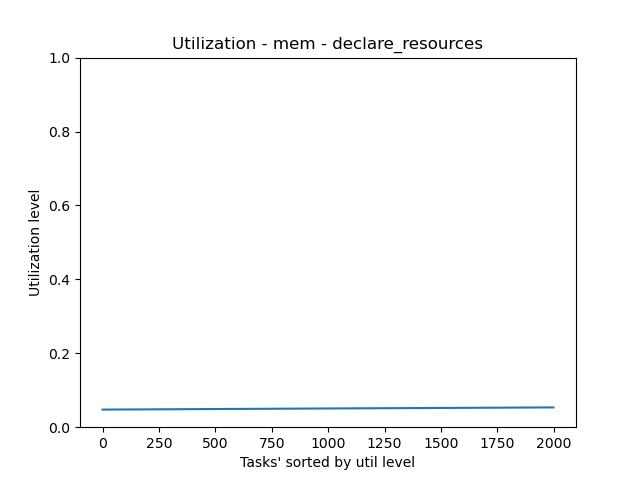 Utilization - mem - declare_resources
1.0
0.8
0.6
0.4
0.2
0.0
Utilization level
0 250 500 750 1000 1250 1500 1750 2000
Tasks' sorted by util level